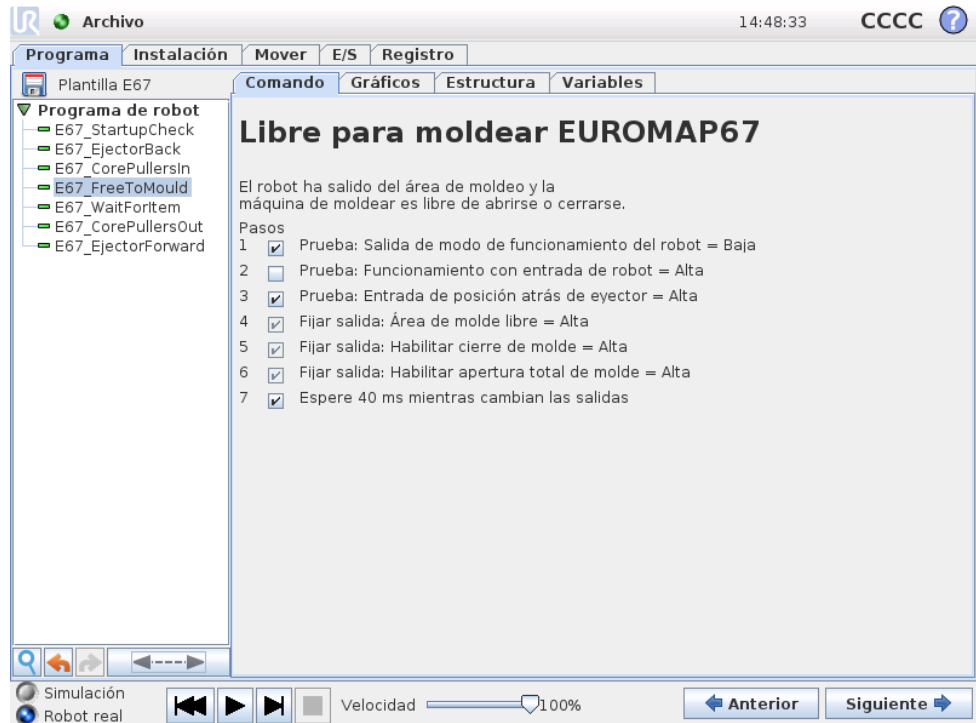 UR Archivo 14:48:33 CCCC ?
Programa Instalación Mover E/S Registro
Plantilla E67
Programa de robot
E67_StartupCheck
E67_EjectorBack
E67_CorePullersIn
E67_FreeToMould
E67_WaitForItem
E67_CorePullersOut
E67_EjectorForward
Comando Gráficos Estructura Variables
Libre para moldear EUROMAP67
El robot ha salido del área de moldeo y la
máquina de moldear es libre de abrirse o cerrarse.
Pasos
1 Prueba: Salida de modo de funcionamiento del robot = Baja
2 Prueba: Funcionamiento con entrada de robot = Alta
3 Prueba: Entrada de posición atrás de eyector = Alta
4 Fijar salida: Área de molde libre = Alta
5 Fijar salida: Habilitar cierre de molde = Alta
6 Fijar salida: Habilitar apertura total de molde = Alta
7 Espere 40 ms mientras cambian las salidas
Simulación
Robot real
Velocidad 100%
Anterior Siguiente